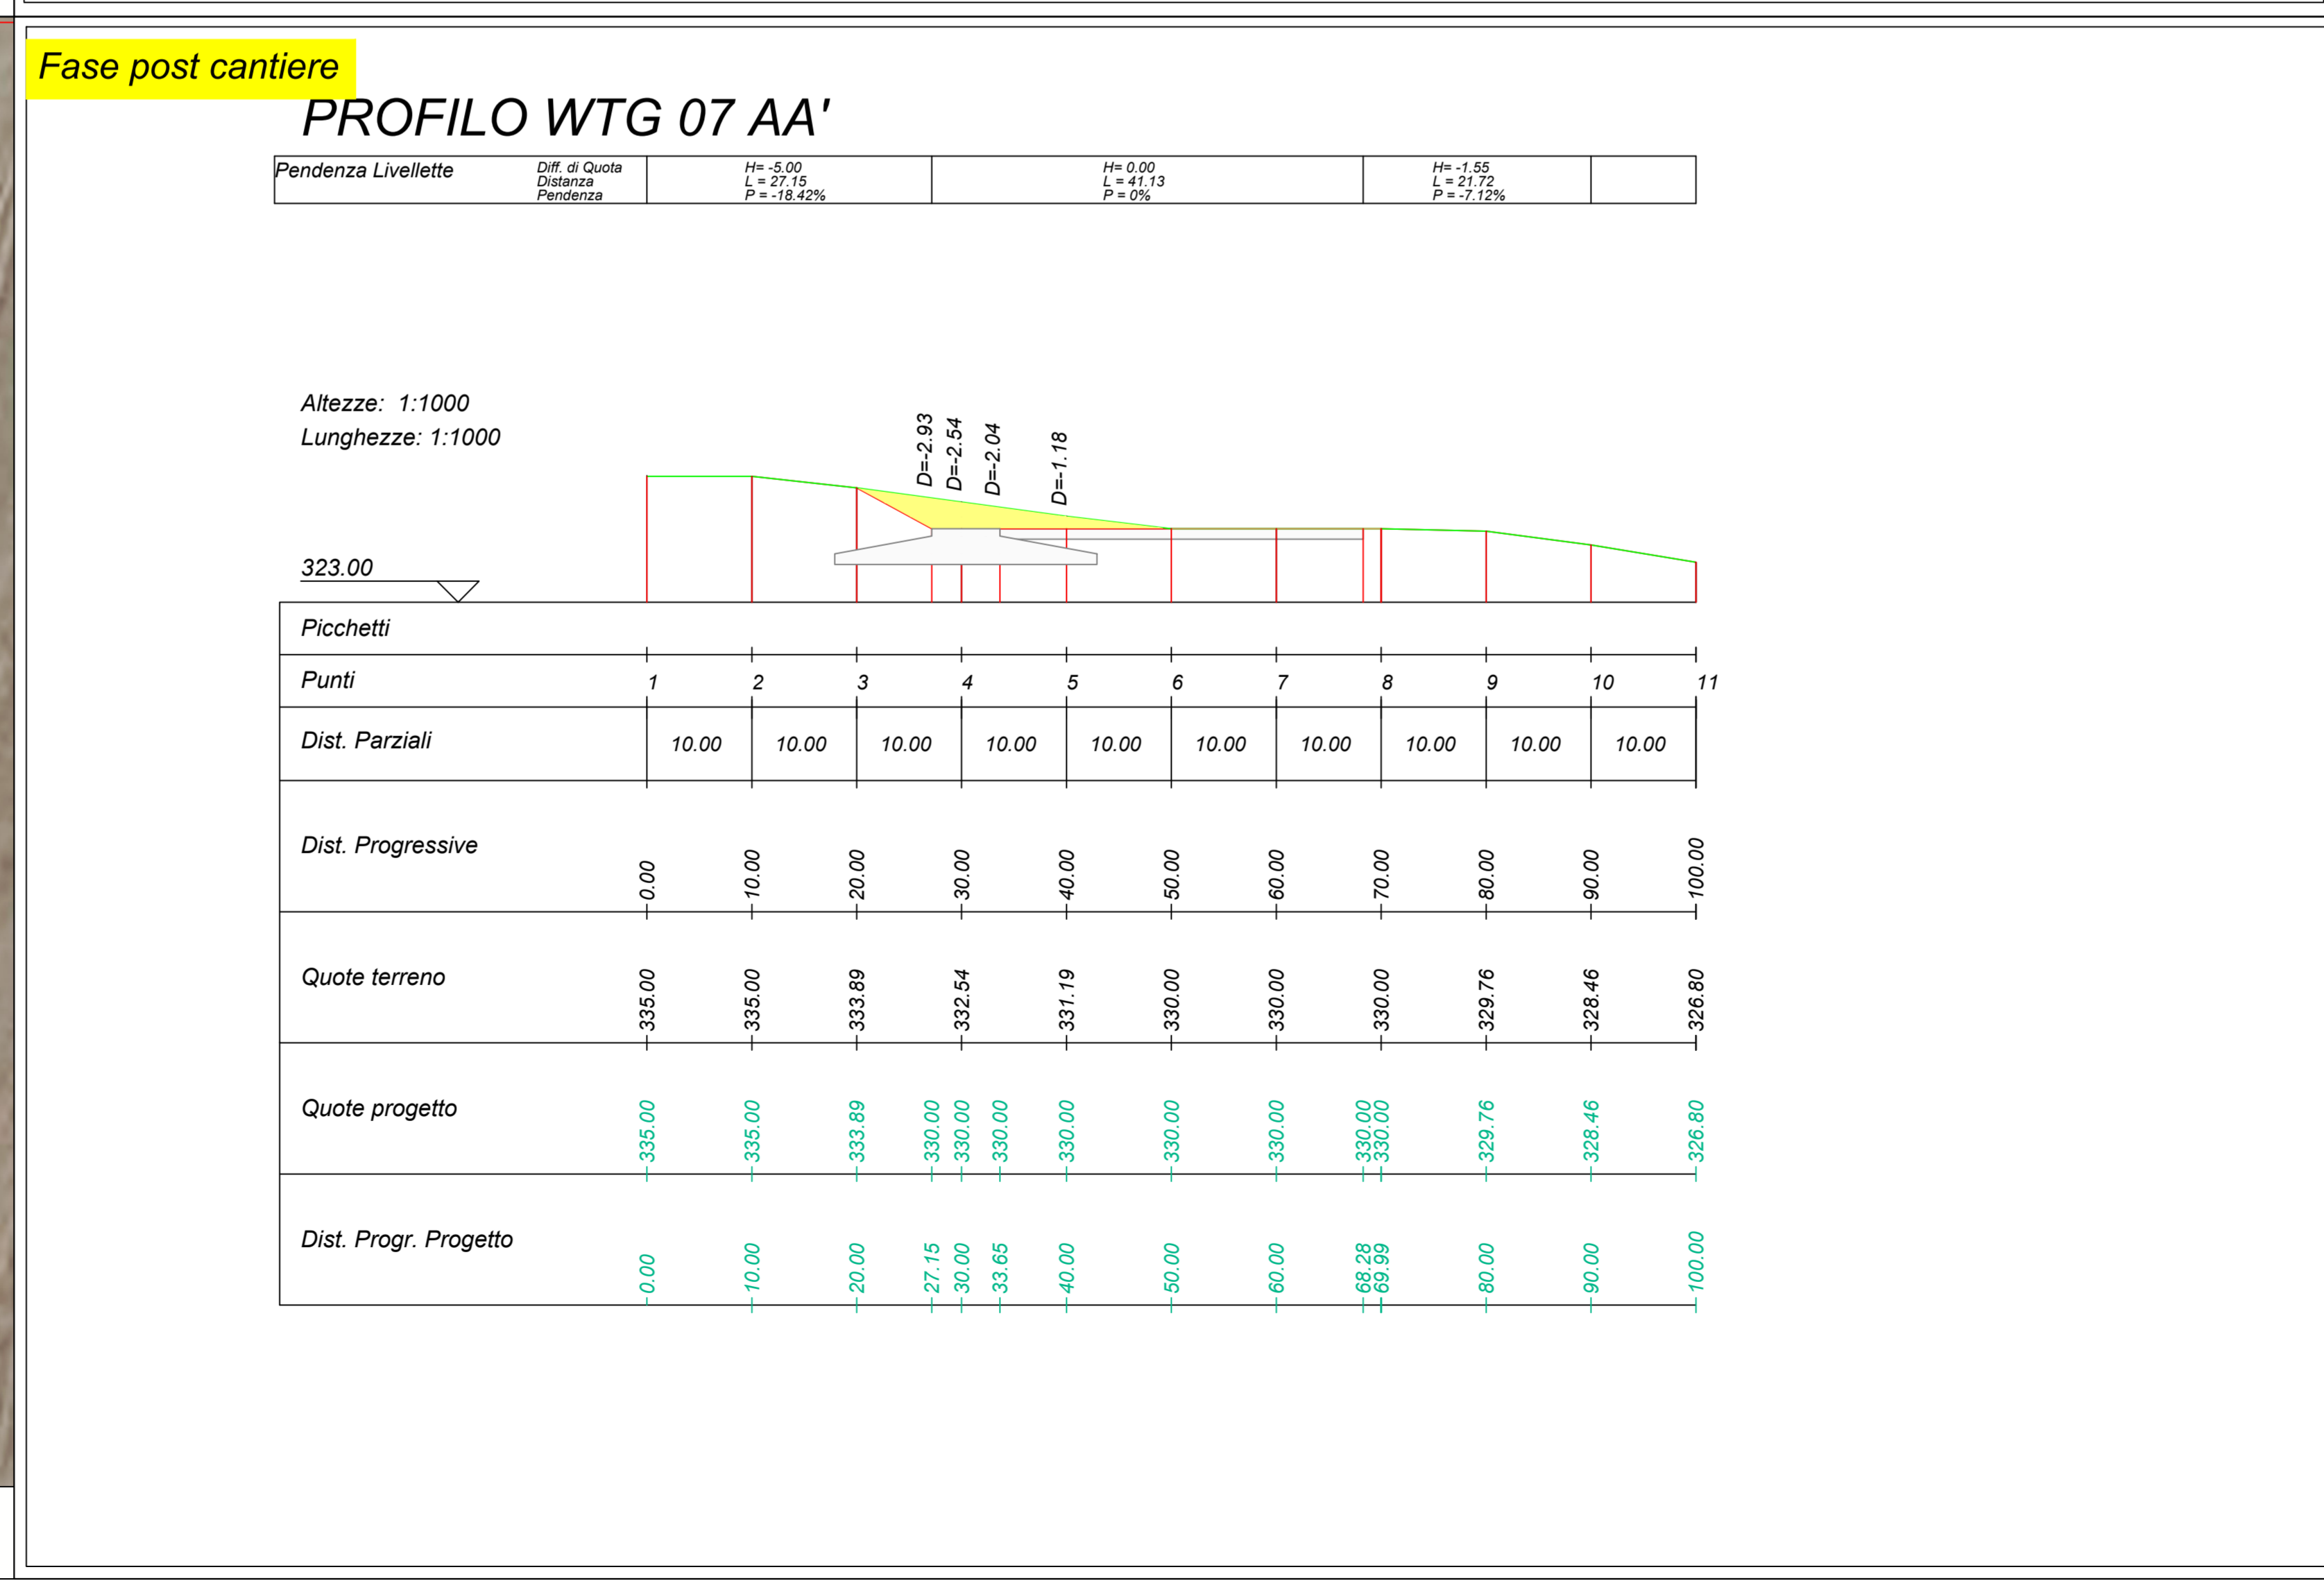 Fase post cantiere
PROFILO WTG 07 AA'
Pendenza Livellette
Diff. di Quota
Distanza
Pendenza
H= -5.00
L = 27.15
P = -18.42%
H= 0.00
L = 41.13
P = 0%
H= -1.55
L = 21.72
P = -7.12%
Altezze: 1:1000
Lunghezze: 1:1000
D=-2.93
D=-2.54
D=-2.04
D=-1.18
323.00
Picchetti
Punti 1 2 3 4 5 6 7 8 9 10 11
Dist. Parziali 10.00 10.00 10.00 10.00 10.00 10.00 10.00 10.00 10.00 10.00
Dist. Progressive 0.00 10.00 20.00 30.00 40.00 50.00 60.00 70.00 80.00 90.00 100.00
Quote terreno 335.00 335.00 333.89 332.54 331.19 330.00 330.00 330.00 329.76 328.46 326.80
Quote progetto 335.00 335.00 333.89 330.00 330.00 330.00 330.00 330.00 330.00 330.00 330.00 329.76 328.46 326.80
Dist. Progr. Progetto 0.00 10.00 20.00 27.15 30.00 33.65 40.00 50.00 60.00 68.28 69.99 80.00 90.00 100.00